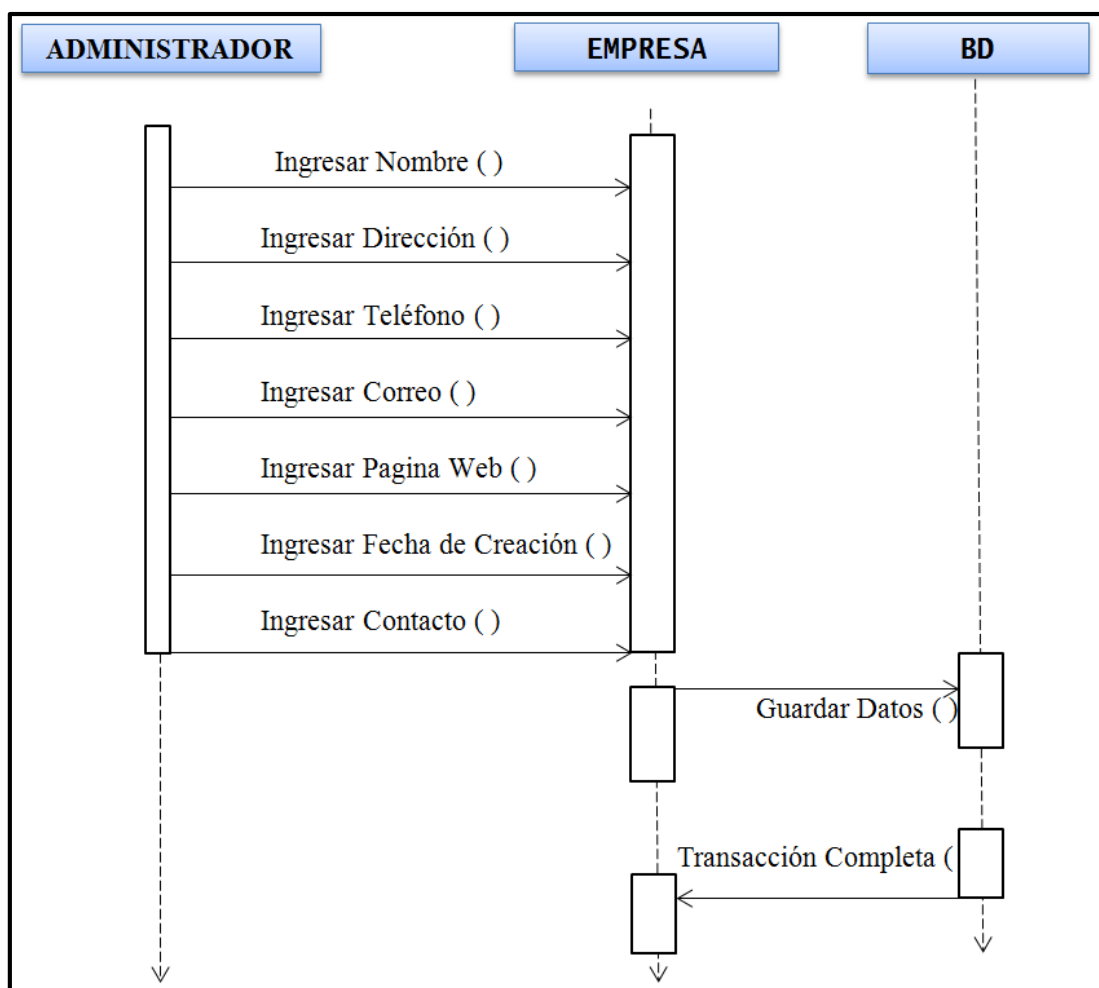 ADMINISTRADOR
EMPRESA
BD
Ingresar Nombre ( )
Ingresar Dirección ( )
Ingresar Teléfono ( )
Ingresar Correo ( )
Ingresar Pagina Web ( )
Ingresar Fecha de Creación ( )
Ingresar Contacto ( )
Guardar Datos ( )
Transacción Completa (